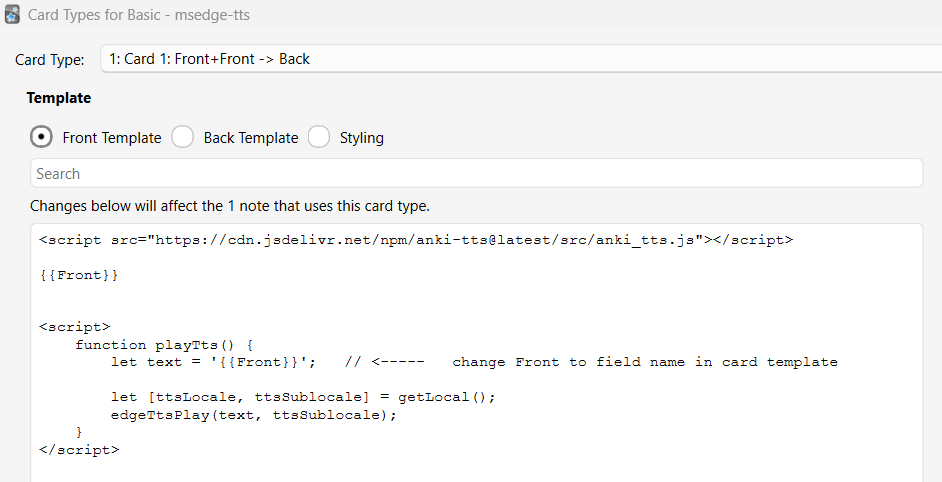 Card Types for Basic - msedge-tts
Card Type: 1: Card 1: Front+Front -> Back
Template
Front Template Back Template Styling
Search
Changes below will affect the 1 note that uses this card type.
<script src="https://cdn.jsdelivr.net/npm/anki-tts@latest/src/anki_tts.js"></script>
{{Front}}
<script>
    function playTts() {
        let text = '{{Front}}';   // <-----   change Front to field name in card template
        let [ttsLocale, ttsSublocale] = getLocal();
        edgeTtsPlay(text, ttsSublocale);
    }
</script>